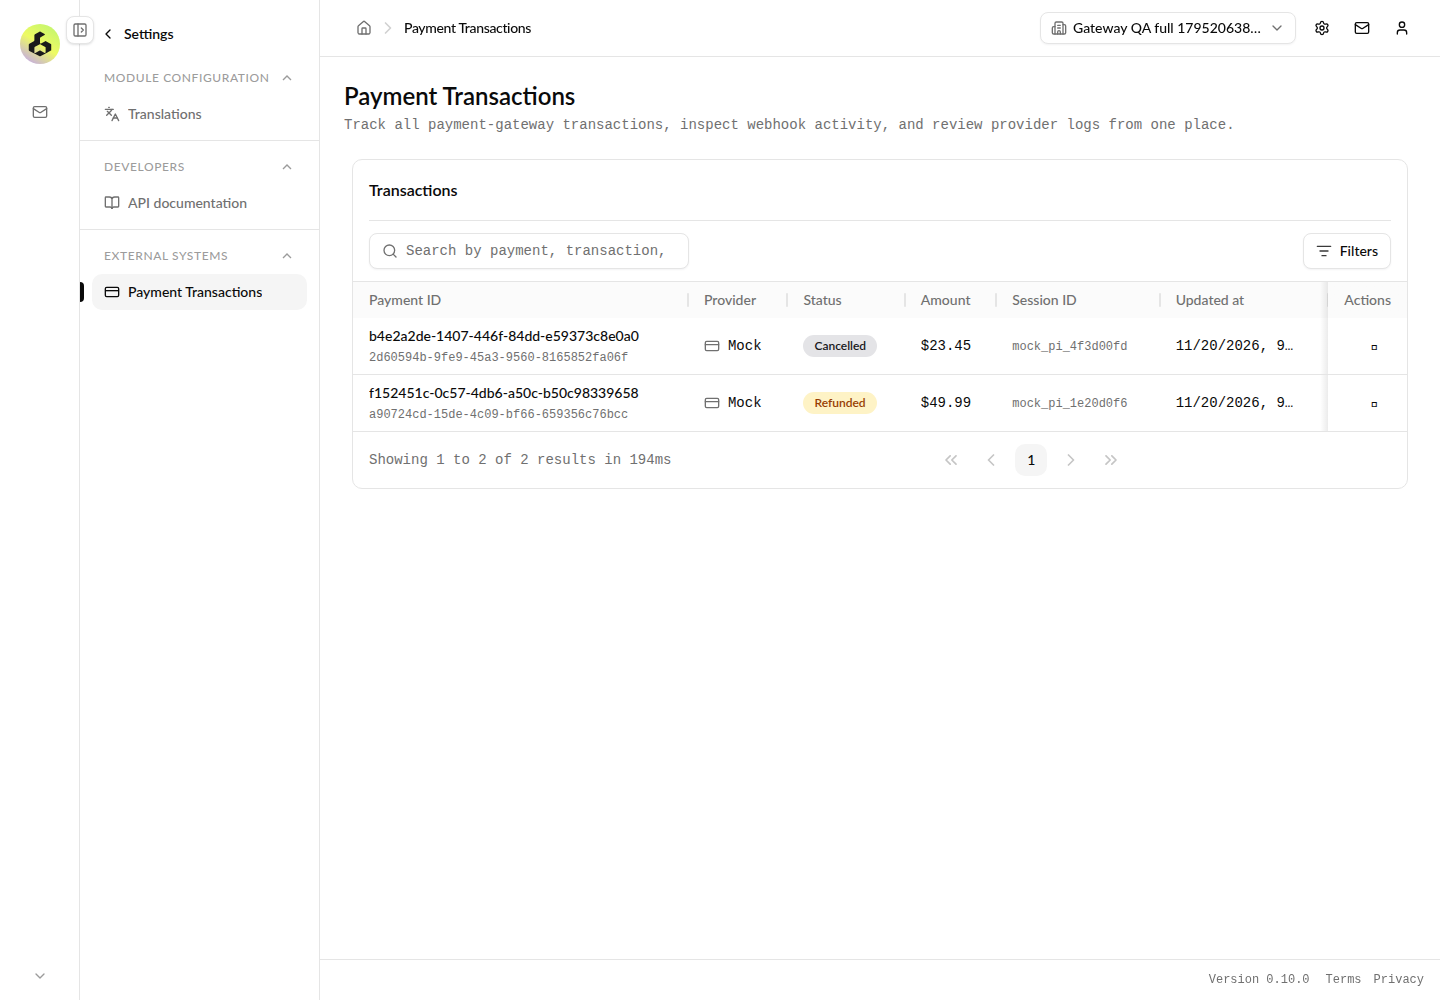 Settings
MODULE CONFIGURATION
Translations
DEVELOPERS
API documentation
EXTERNAL SYSTEMS
Payment Transactions
Payment Transactions
Gateway QA full 179520638...
Payment Transactions
Track all payment-gateway transactions, inspect webhook activity, and review provider logs from one place.
Transactions
Search by payment, transaction,
Filters
Payment ID Provider Status Amount Session ID Updated at Actions
b4e2a2de-1407-446f-84dd-e59373c8e0a0
2d60594b-9fe9-45a3-9560-8165852fa06f
Mock Cancelled $23.45 mock_pi_4f3d00fd 11/20/2026, 9…
f152451c-0c57-4db6-a50c-b50c98339658
a90724cd-15de-4c09-bf66-659356c76bcc
Mock Refunded $49.99 mock_pi_1e20d0f6 11/20/2026, 9…
Showing 1 to 2 of 2 results in 194ms
1
Version 0.10.0 Terms Privacy